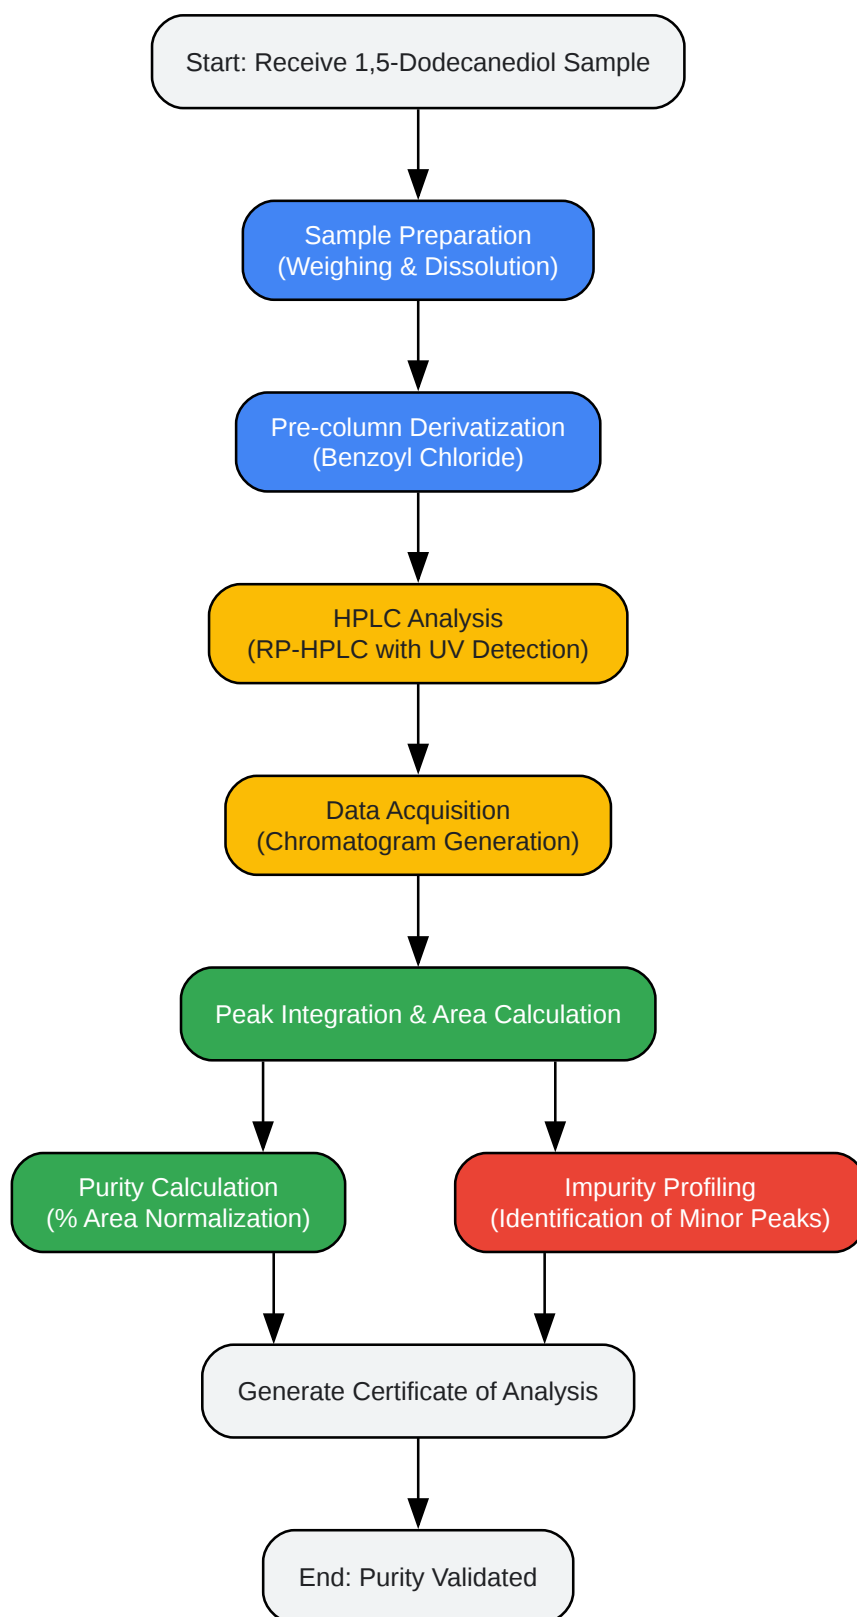 Start: Receive 1,5-Dodecanediol Sample
Sample Preparation
(Weighing & Dissolution)
Pre-column Derivatization
(Benzoyl Chloride)
HPLC Analysis
(RP-HPLC with UV Detection)
Data Acquisition
(Chromatogram Generation)
Peak Integration & Area Calculation
Purity Calculation
(% Area Normalization)
Impurity Profiling
(Identification of Minor Peaks)
Generate Certificate of Analysis
End: Purity Validated